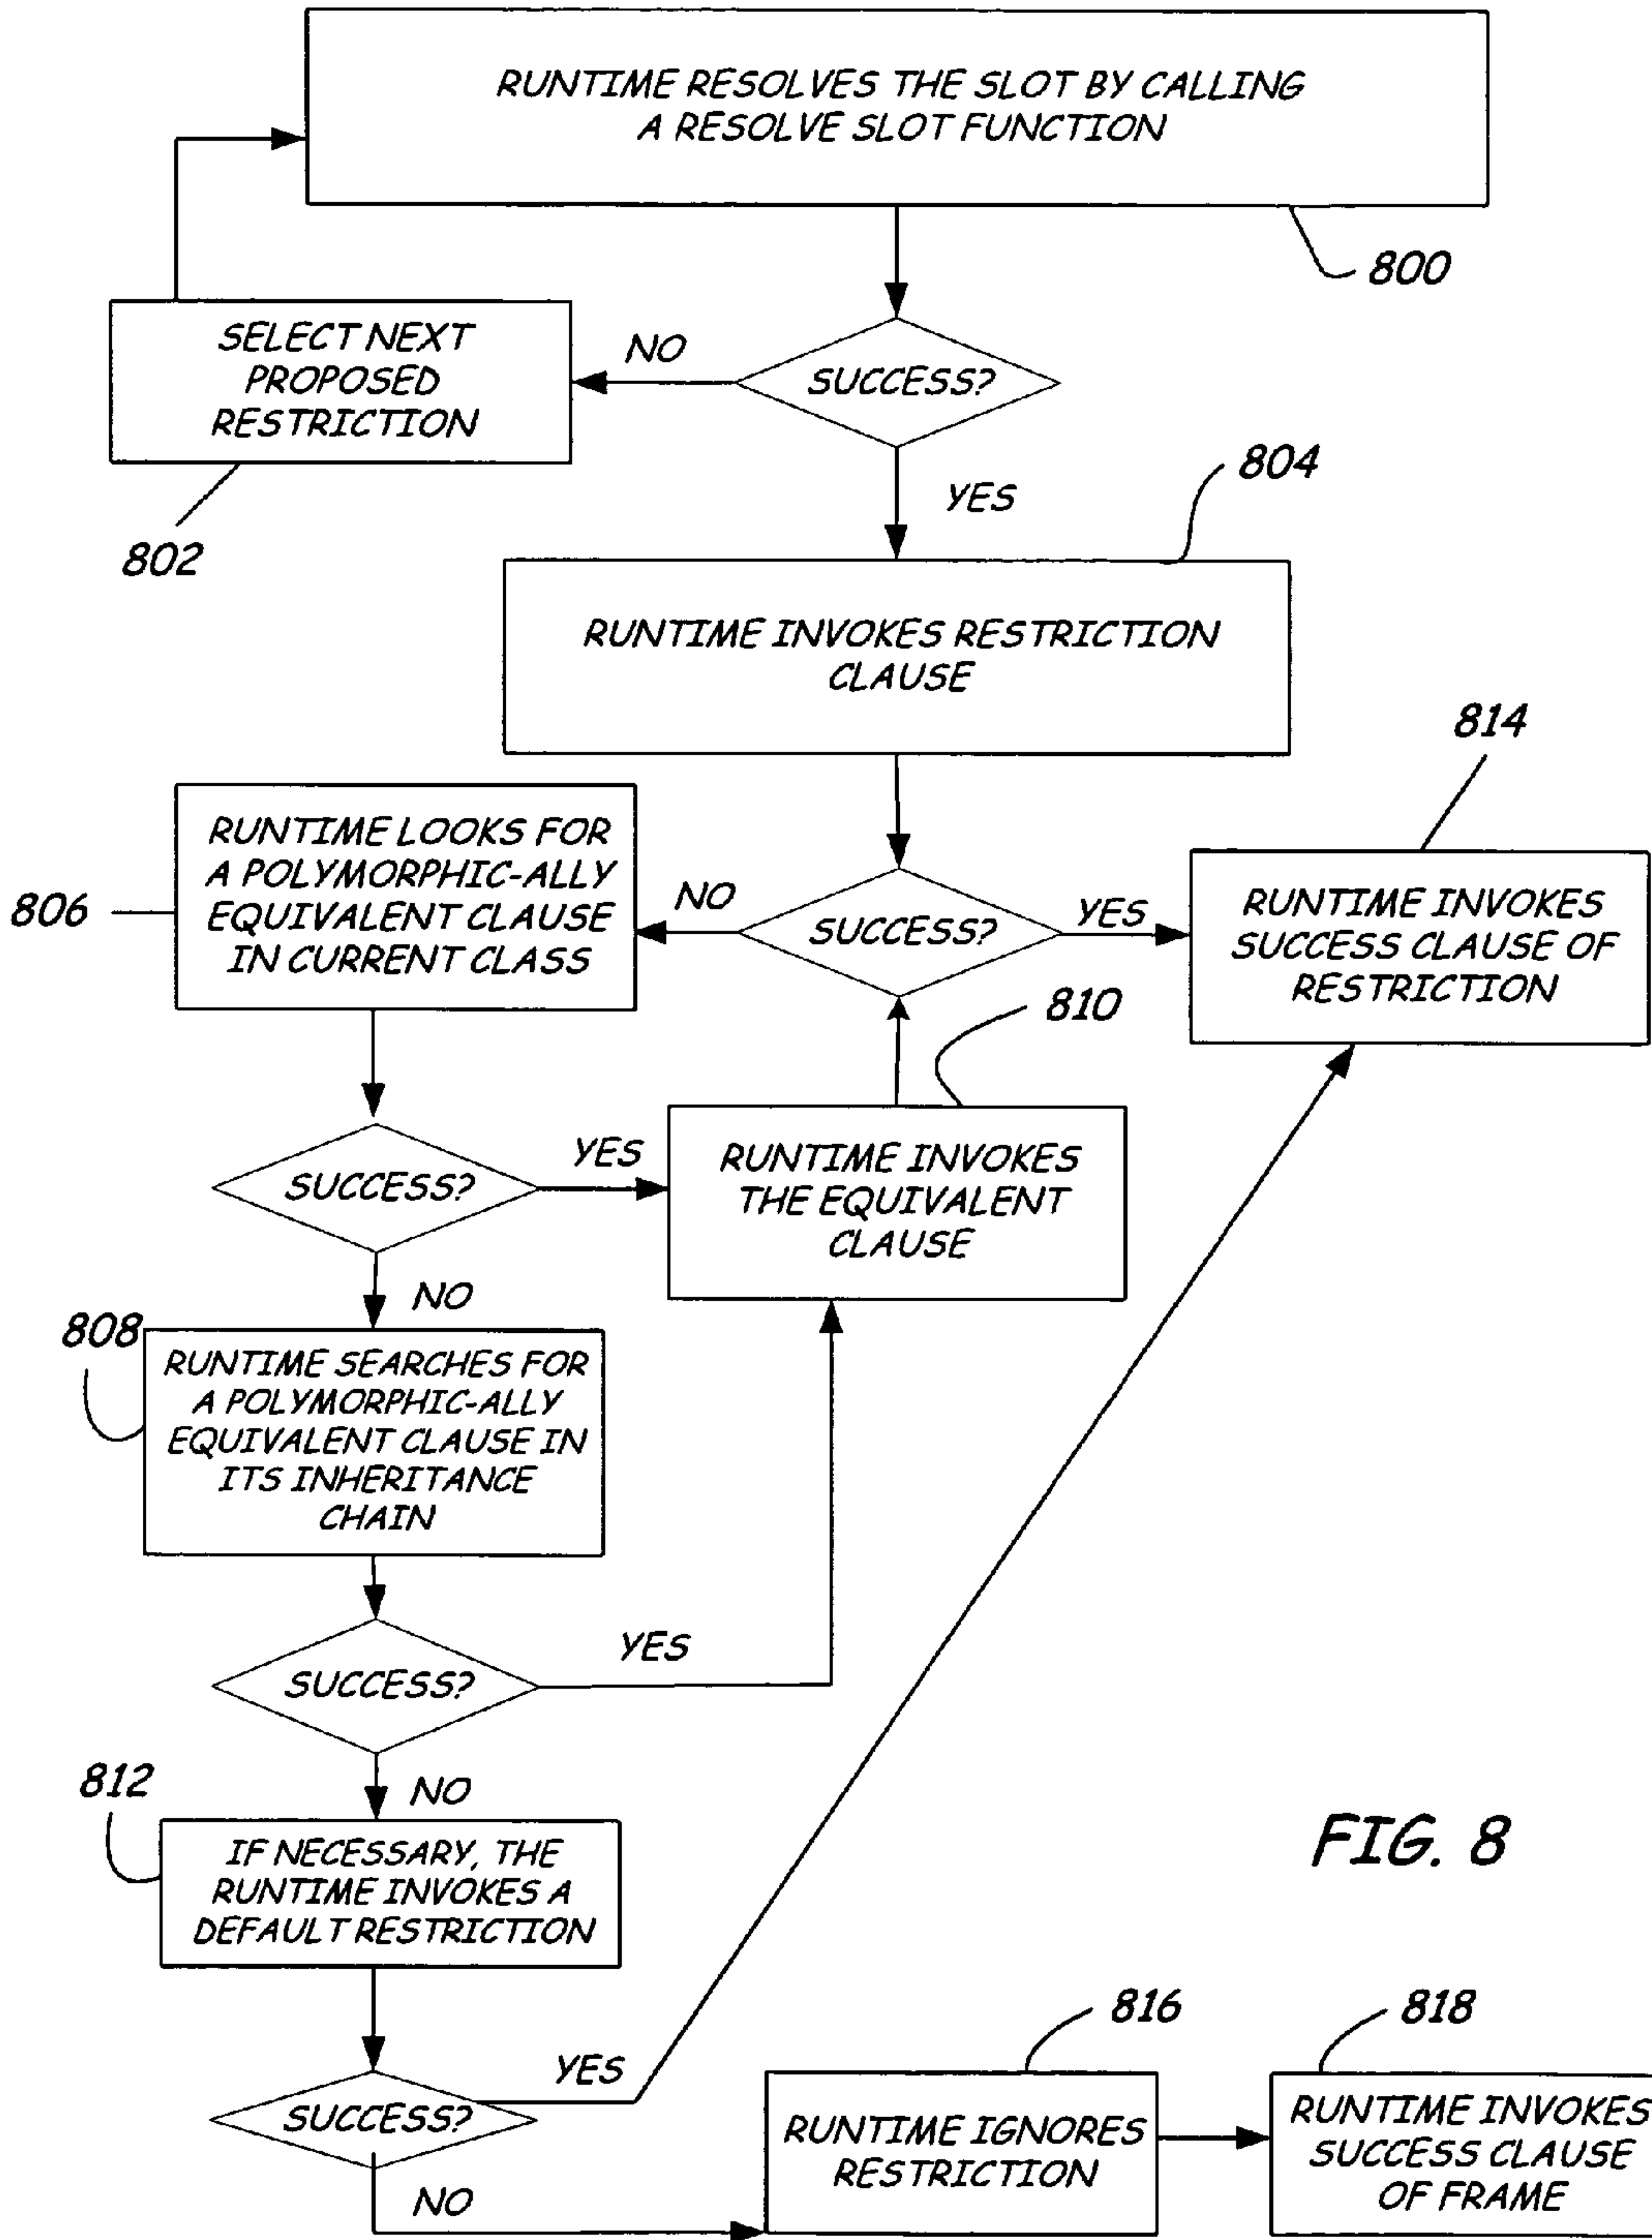 RUNTIME RESOLVES THE SLOT BY CALLING
A RESOLVE SLOT FUNCTION
800
SELECT NEXT
PROPOSED
RESTRICTION
802
NO
SUCCESS?
YES
804
RUNTIME INVOKES RESTRICTION
CLAUSE
814
RUNTIME LOOKS FOR
A POLYMORPHIC-ALLY
EQUIVALENT CLAUSE
IN CURRENT CLASS
806
NO
SUCCESS?
YES
RUNTIME INVOKES
SUCCESS CLAUSE OF
RESTRICTION
810
SUCCESS?
YES
RUNTIME INVOKES
THE EQUIVALENT
CLAUSE
NO
808
RUNTIME SEARCHES FOR
A POLYMORPHIC-ALLY
EQUIVALENT CLAUSE IN
ITS INHERITANCE
CHAIN
SUCCESS?
YES
NO
812
IF NECESSARY, THE
RUNTIME INVOKES A
DEFAULT RESTRICTION
FIG. 8
SUCCESS?
YES
NO
816
RUNTIME IGNORES
RESTRICTION
818
RUNTIME INVOKES
SUCCESS CLAUSE
OF FRAME